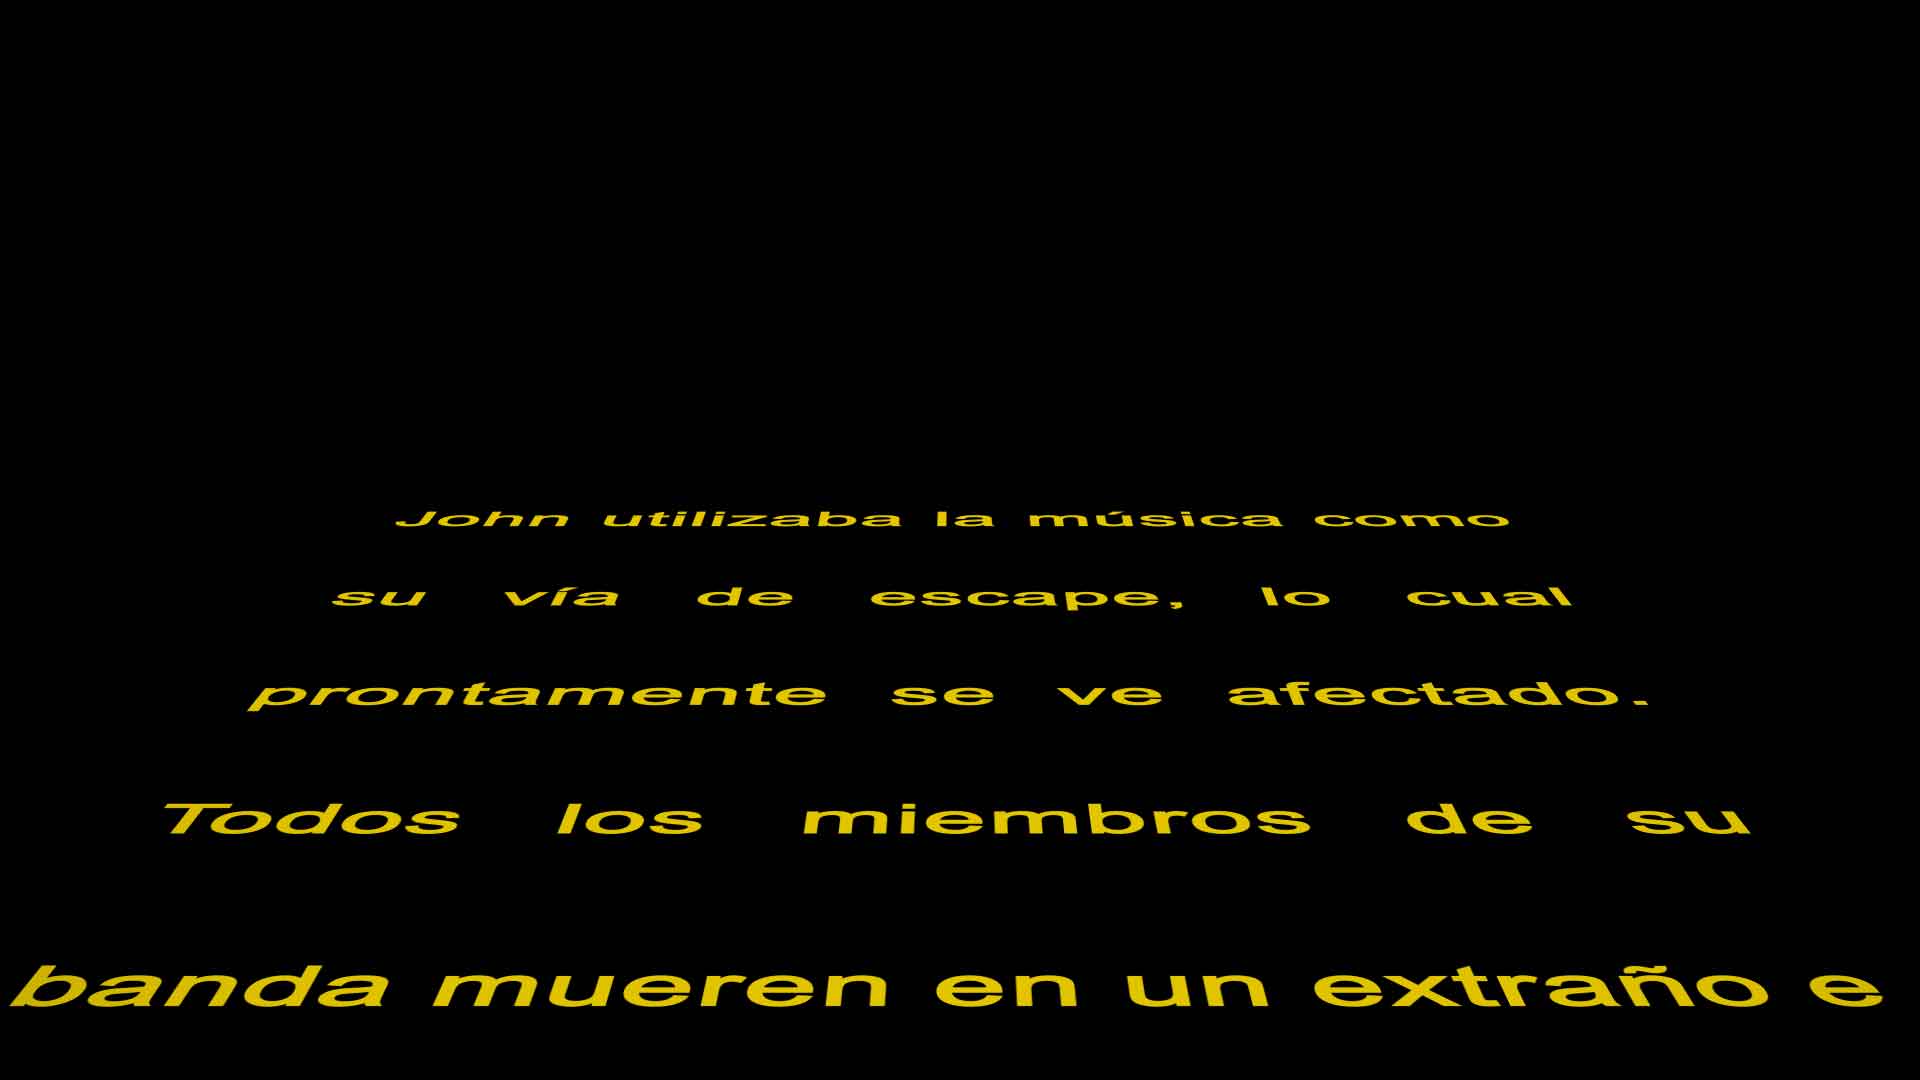 John utilizaba la música como
su vía de escape, lo cual
prontamente se ve afectado.
Todos los miembros de su
banda mueren en un extraño e